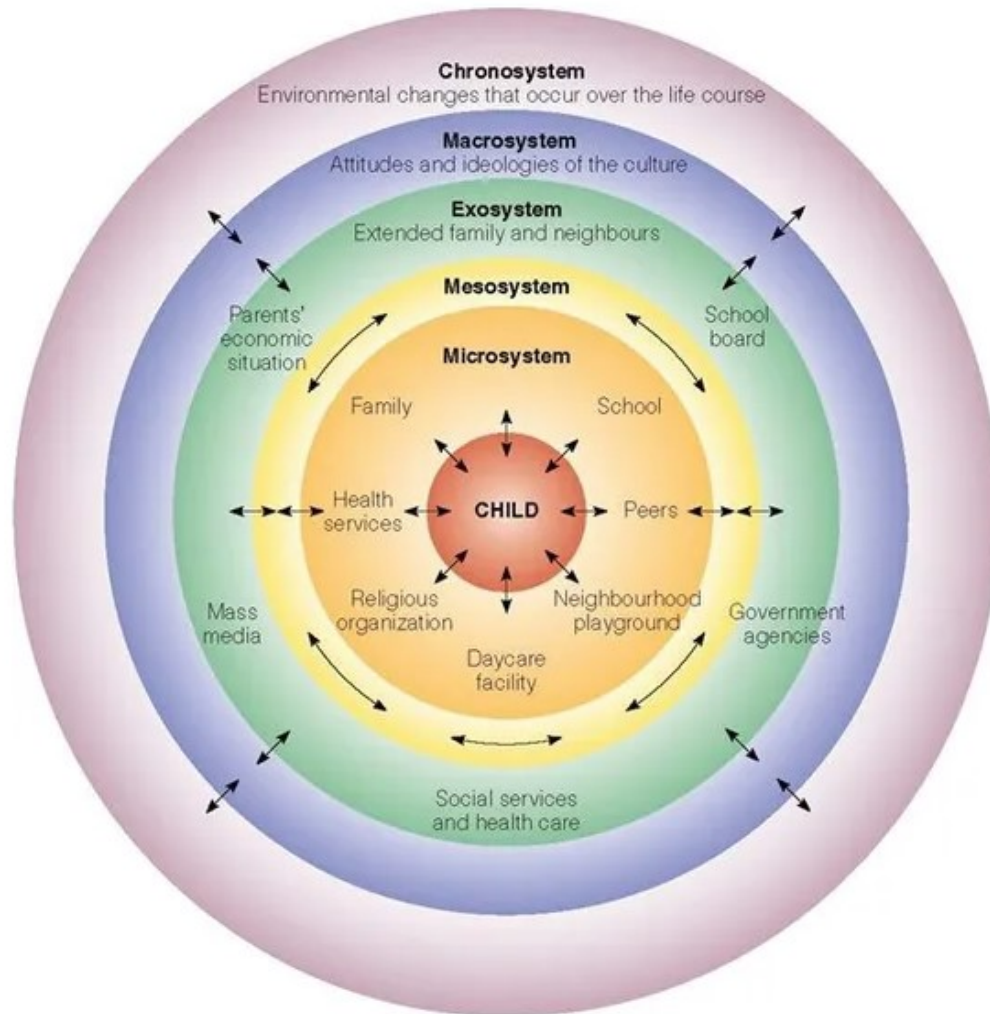 Chronosystem
Environmental changes that occur over the life course
Macrosystem
Attitudes and ideologies of the culture
Exosystem
Extended family and neighbours
Mesosystem
Parents'
economic
situation
School
board
Microsystem
Family
School
Health
services
CHILD
Peers
Religious
organization
Neighbourhood
playground
Mass
media
Government
agencies
Daycare
facility
Social services
and health care